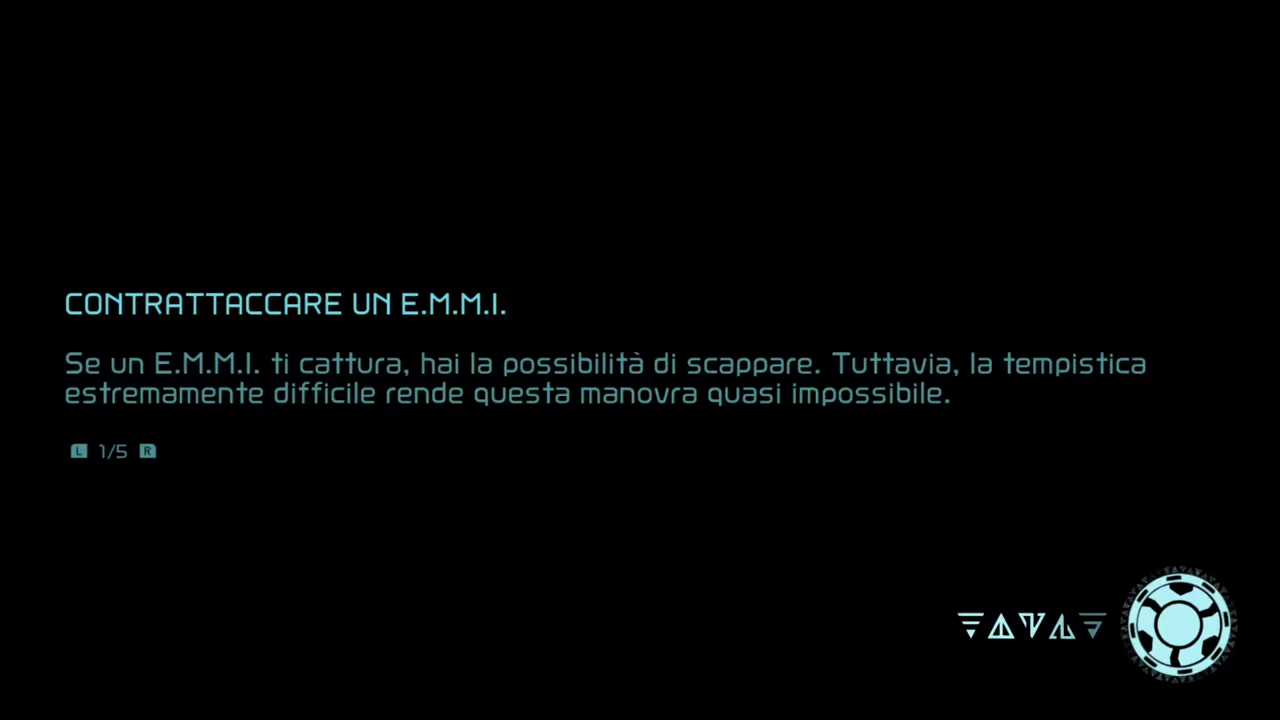 CONTRATTACCARE UN E.M.M.I.
Se un E.M.M.I. ti cattura, hai la possibilità di scappare. Tuttavia, la tempistica
estremamente difficile rende questa manovra quasi impossibile.
L 1/5 R